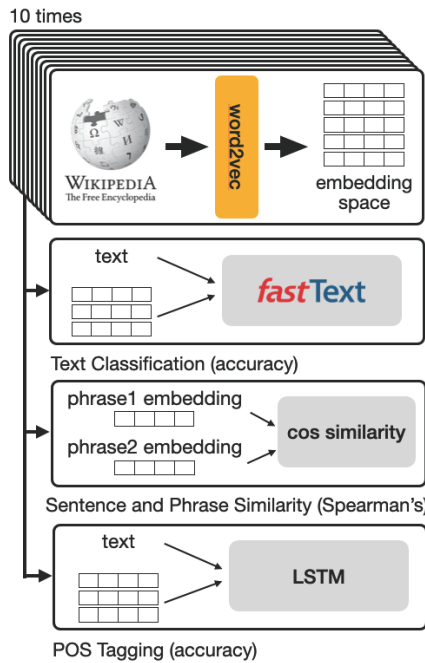 10 times
Ω W И
WIKIPEDIA
The Free Encyclopedia
word2vec
embedding
space
text
fastText
Text Classification (accuracy)
phrase1 embedding
phrase2 embedding
cos similarity
Sentence and Phrase Similarity (Spearman's)
text
LSTM
POS Tagging (accuracy)